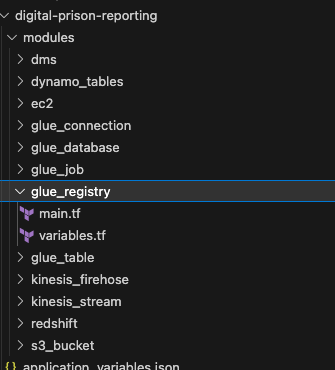 digital-prison-reporting
modules
dms
dynamo_tables
ec2
glue_connection
glue_database
glue_job
glue_registry
main.tf
variables.tf
glue_table
kinesis_firehose
kinesis_stream
redshift
s3_bucket
{} application_variables.json